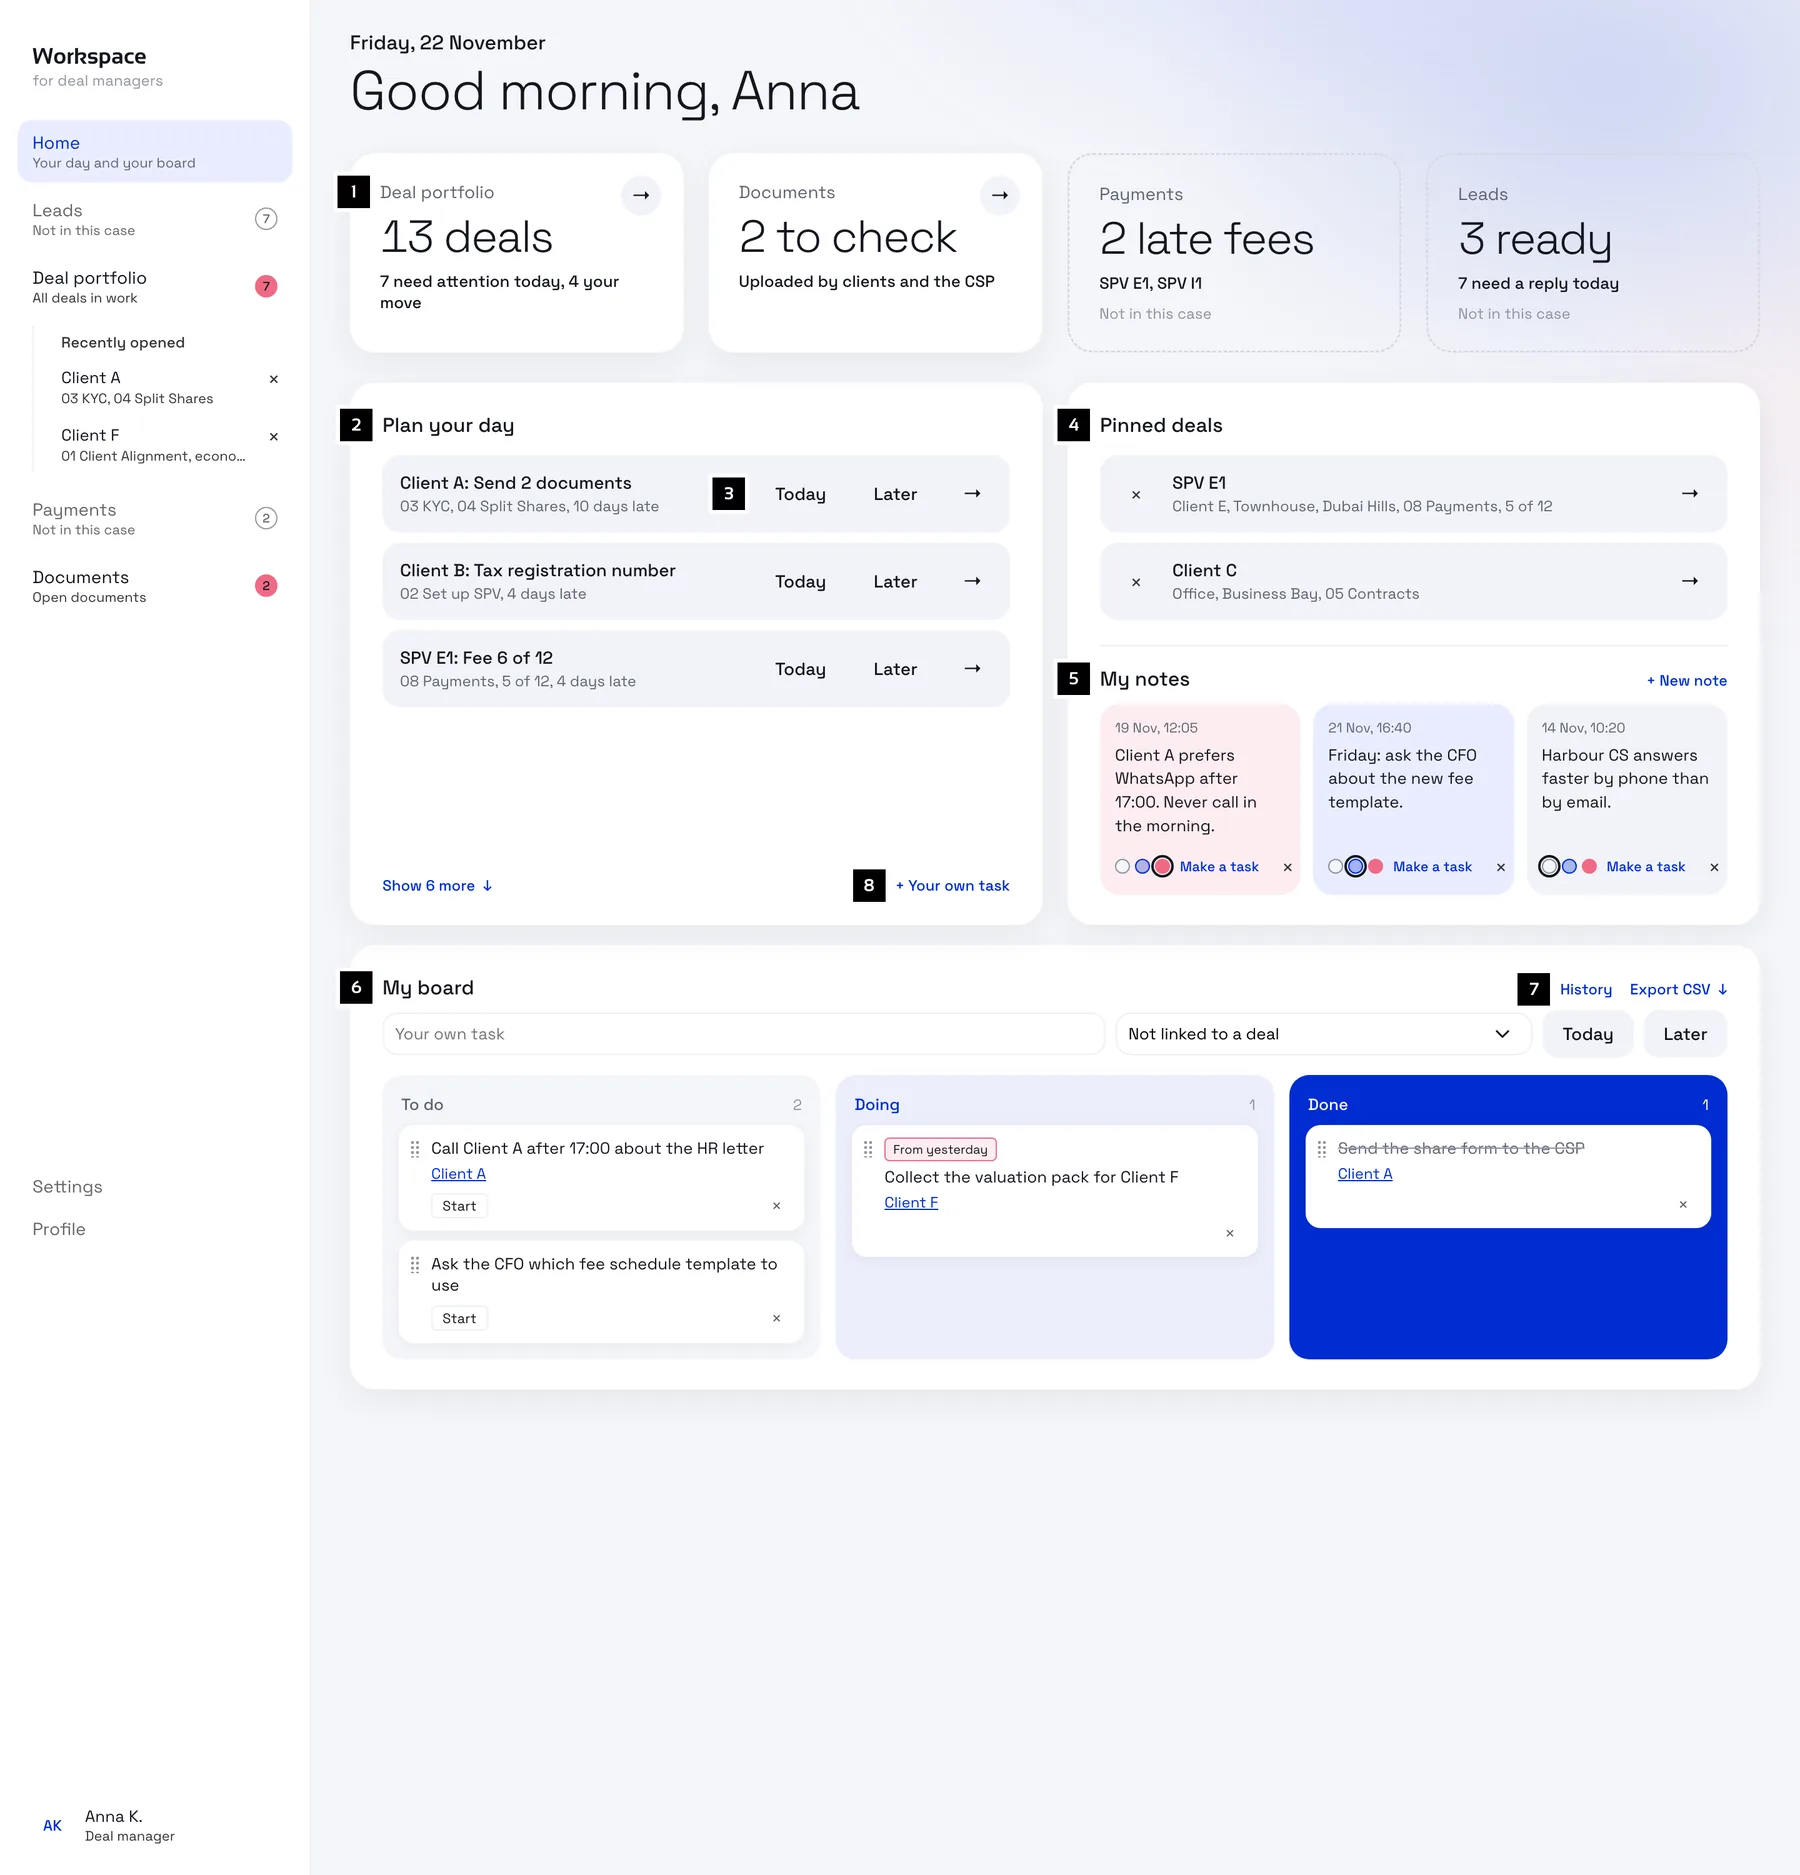 Workspace
for deal managers
Home
Your day and your board
Leads
Not in this case
7
Deal portfolio
All deals in work
7
Recently opened
Client A
03 KYC, 04 Split Shares
×
Client F
01 Client Alignment, econo...
×
Payments
Not in this case
2
Documents
Open documents
2
Settings
Profile
AK
Anna K.
Deal manager
Friday, 22 November
Good morning, Anna
1
Deal portfolio
→
13 deals
7 need attention today, 4 your
move
Documents
→
2 to check
Uploaded by clients and the CSP
Payments
2 late fees
SPV E1, SPV I1
Not in this case
Leads
3 ready
7 need a reply today
Not in this case
2
Plan your day
Client A: Send 2 documents
03 KYC, 04 Split Shares, 10 days late
3
Today
Later
→
Client B: Tax registration number
02 Set up SPV, 4 days late
Today
Later
→
SPV E1: Fee 6 of 12
08 Payments, 5 of 12, 4 days late
Today
Later
→
Show 6 more ↓
8
+ Your own task
4
Pinned deals
×
SPV E1
Client E, Townhouse, Dubai Hills, 08 Payments, 5 of 12
→
×
Client C
Office, Business Bay, 05 Contracts
→
5
My notes
+ New note
19 Nov, 12:05
Client A prefers
WhatsApp after
17:00. Never call in
the morning.
Make a task
×
21 Nov, 16:40
Friday: ask the CFO
about the new fee
template.
Make a task
×
14 Nov, 10:20
Harbour CS answers
faster by phone than
by email.
Make a task
×
6
My board
7
History
Export CSV ↓
Your own task
Not linked to a deal
Today
Later
To do
2
Call Client A after 17:00 about the HR letter
Client A
Start
×
Ask the CFO which fee schedule template to
use
Start
×
Doing
1
From yesterday
Collect the valuation pack for Client F
Client F
×
Done
1
Send the share form to the CSP
Client A
×